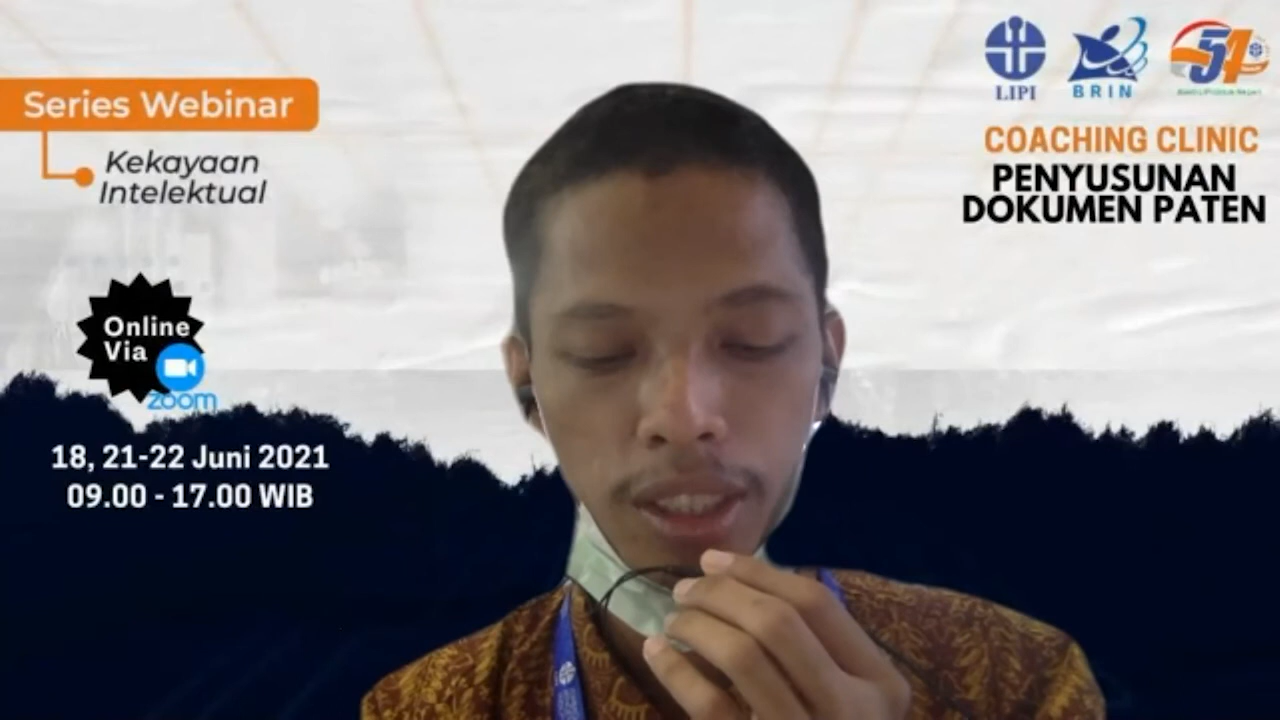 Series Webinar
Kekayaan
Intelektual
Online
Via
zoom
18, 21-22 Juni 2021
09.00 - 17.00 WIB
LIPI
BRIN
54
COACHING CLINIC
PENYUSUNAN
DOKUMEN PATEN